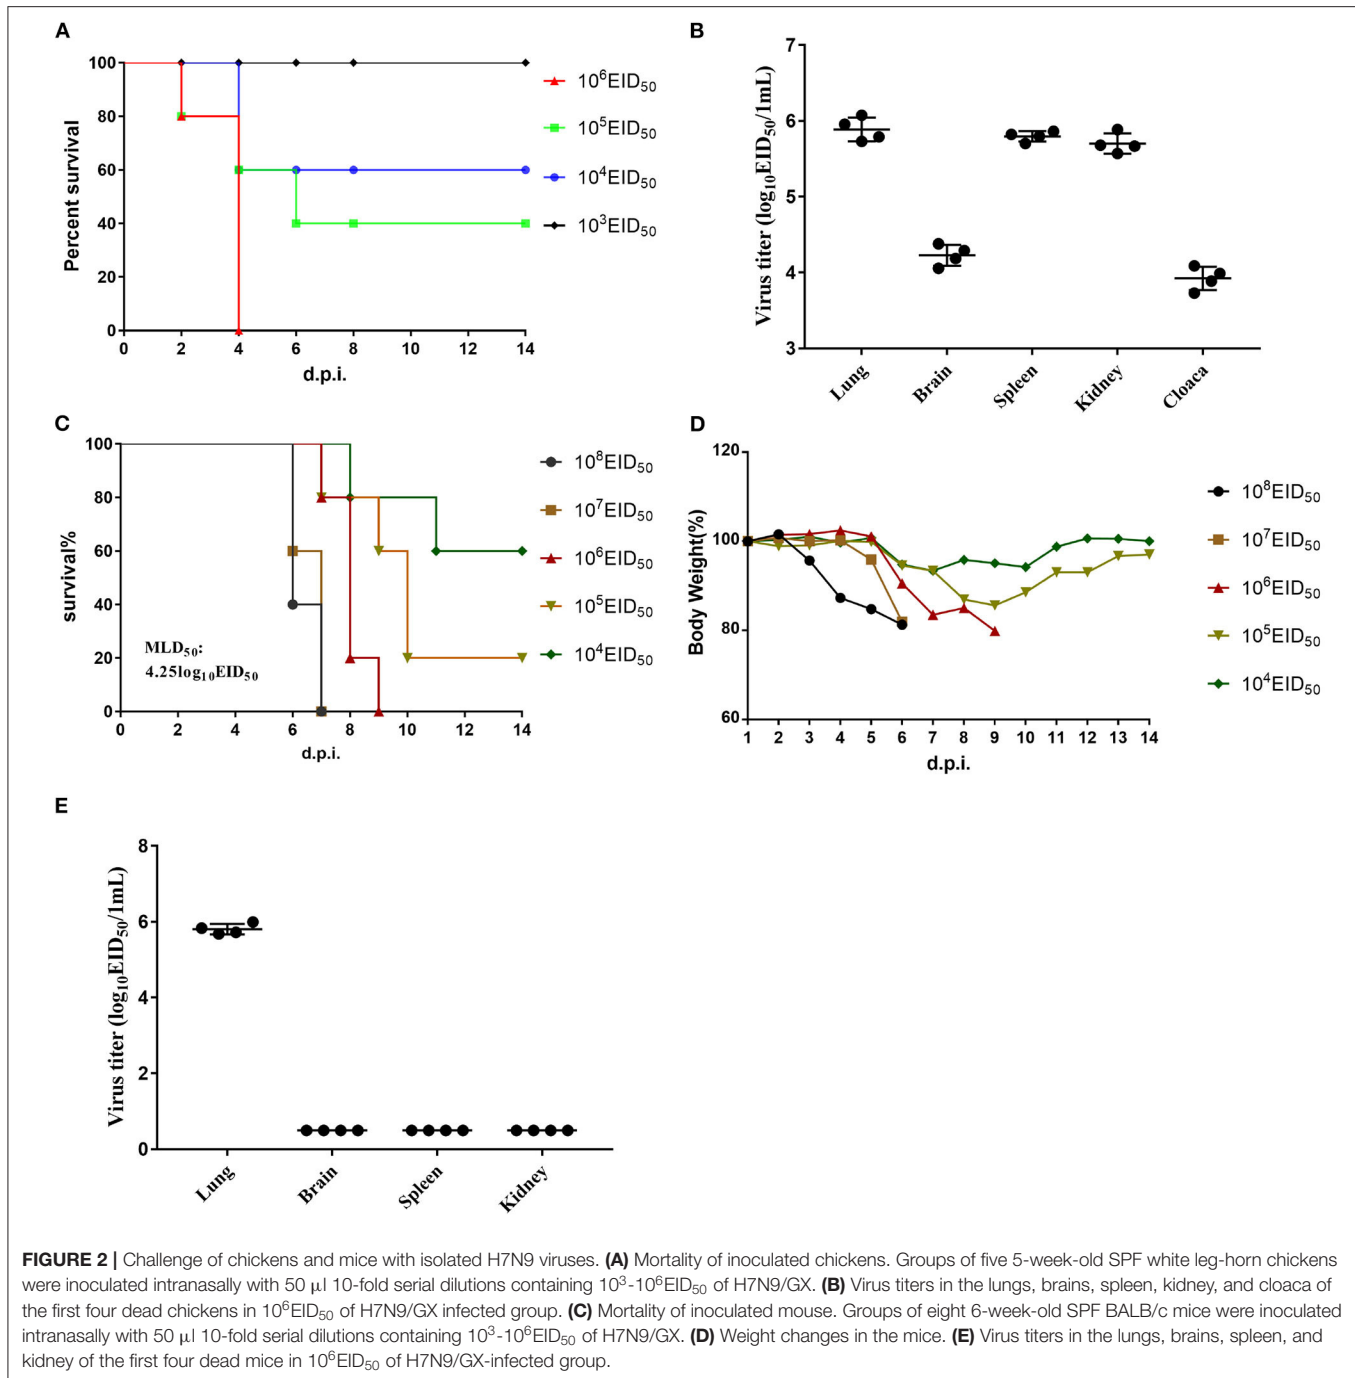 A
100
80
60
40
20
0
Percent survival
0 2 4 6 8 10 12 14
d.p.i.
10⁶EID₅₀
10⁵EID₅₀
10⁴EID₅₀
10³EID₅₀
B
7
6
5
4
3
Virus titer (log₁₀EID₅₀/1mL)
Lung Brain Spleen Kidney Cloaca
C
100
80
60
40
20
0
survival%
MLD₅₀:
4.25log₁₀EID₅₀
0 2 4 6 8 10 12 14
d.p.i.
10⁸EID₅₀
10⁷EID₅₀
10⁶EID₅₀
10⁵EID₅₀
10⁴EID₅₀
D
120
100
80
60
Body Weight(%)
1 2 3 4 5 6 7 8 9 10 11 12 13 14
d.p.i.
10⁸EID₅₀
10⁷EID₅₀
10⁶EID₅₀
10⁵EID₅₀
10⁴EID₅₀
E
8
6
4
2
0
Virus titer (log₁₀EID₅₀/1mL)
Lung Brain Spleen Kidney
FIGURE 2 | Challenge of chickens and mice with isolated H7N9 viruses. (A) Mortality of inoculated chickens. Groups of five 5-week-old SPF white leg-horn chickens
were inoculated intranasally with 50 μl 10-fold serial dilutions containing 10³-10⁶EID₅₀ of H7N9/GX. (B) Virus titers in the lungs, brains, spleen, kidney, and cloaca of
the first four dead chickens in 10⁶EID₅₀ of H7N9/GX infected group. (C) Mortality of inoculated mouse. Groups of eight 6-week-old SPF BALB/c mice were inoculated
intranasally with 50 μl 10-fold serial dilutions containing 10³-10⁶EID₅₀ of H7N9/GX. (D) Weight changes in the mice. (E) Virus titers in the lungs, brains, spleen, and
kidney of the first four dead mice in 10⁶EID₅₀ of H7N9/GX-infected group.